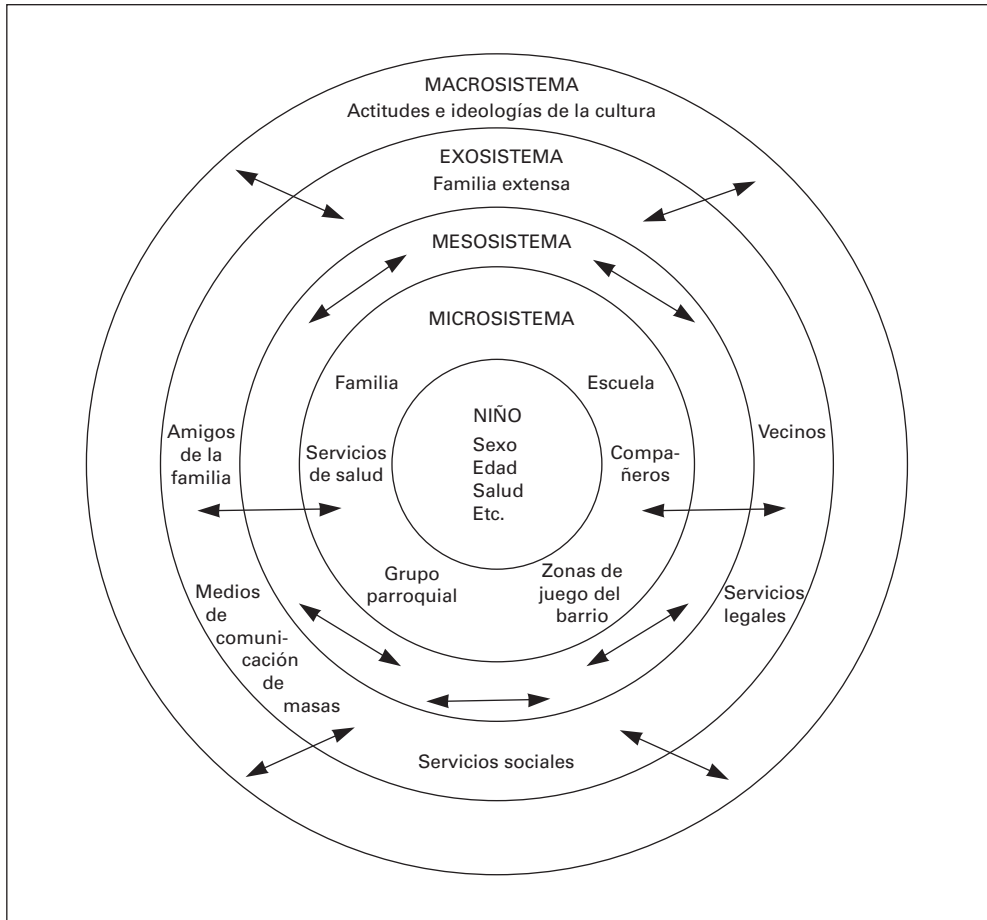 MACROSISTEMA
Actitudes e ideologías de la cultura
EXOSISTEMA
Familia extensa
MESOSISTEMA
MICROSISTEMA
Familia
Escuela
NIÑO
Sexo
Edad
Salud
Etc.
Amigos
de la
familia
Servicios
de salud
Compa-
ñeros
Vecinos
Grupo
parroquial
Zonas de
juego del
barrio
Medios
de
comuni-
cación
de
masas
Servicios
legales
Servicios sociales